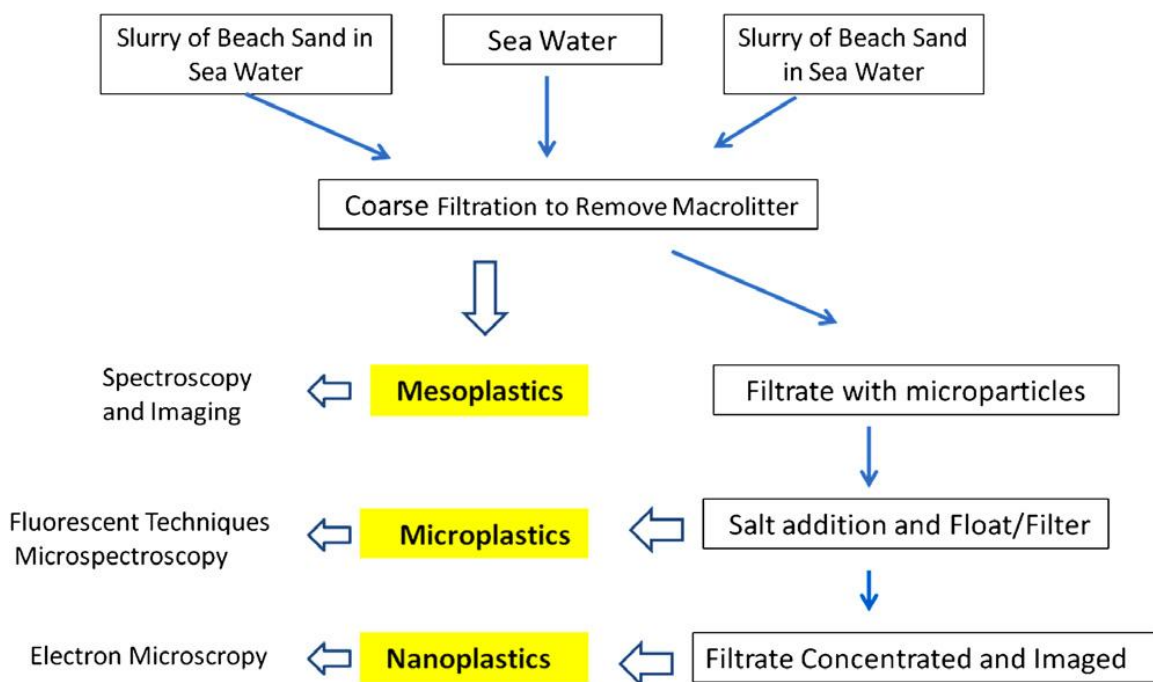 Slurry of Beach Sand in
Sea Water
Sea Water
Slurry of Beach Sand
in Sea Water
Coarse Filtration to Remove Macrolitter
Spectroscopy
and Imaging
Mesoplastics
Filtrate with microparticles
Fluorescent Techniques
Microspectroscopy
Microplastics
Salt addition and Float/Filter
Electron Microscropy
Nanoplastics
Filtrate Concentrated and Imaged